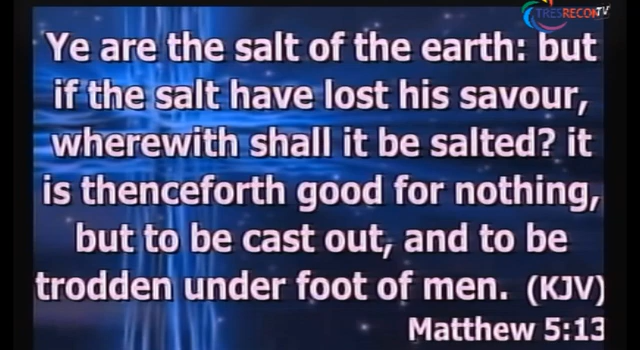 TRESRECON TV
Ye are the salt of the earth: but
if the salt have lost his savour,
wherewith shall it be salted? it
is thenceforth good for nothing,
but to be cast out, and to be
trodden under foot of men. (KJV)
Matthew 5:13